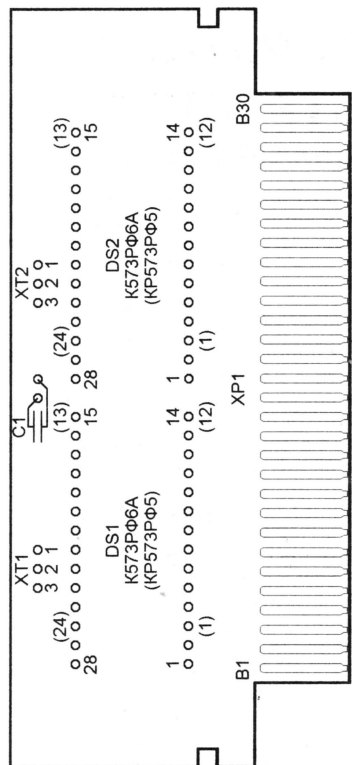 XT1
3 2 1
C1
XT2
3 2 1
(24)
(13)
(24)
(13)
28
15
28
15
DS1
К573РФ6А
(КР573РФ5)
DS2
К573РФ6А
(КР573РФ5)
1
14
1
14
(1)
(12)
(1)
(12)
B1
XP1
B30